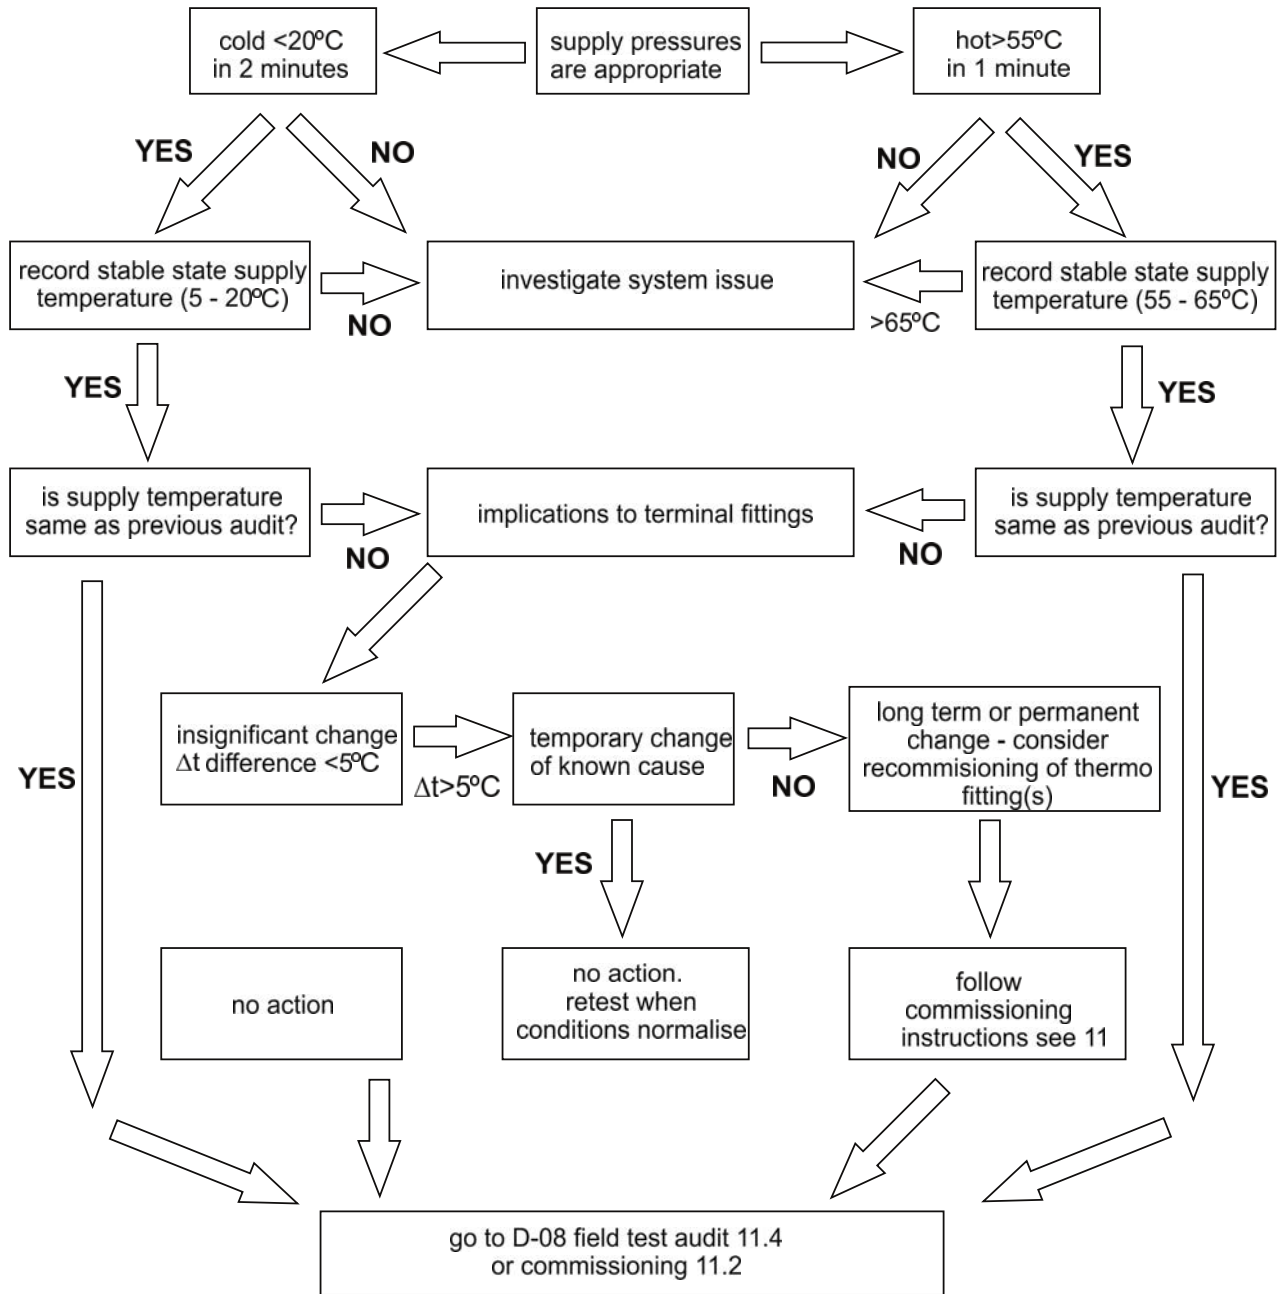 cold <20ºC
in 2 minutes
supply pressures
are appropriate
hot>55ºC
in 1 minute
YES
NO
NO
YES
record stable state supply
temperature (5 - 20ºC)
NO
investigate system issue
>65ºC
record stable state supply
temperature (55 - 65ºC)
YES
YES
is supply temperature
same as previous audit?
NO
implications to terminal fittings
NO
is supply temperature
same as previous audit?
YES
insignificant change
Δt difference <5ºC
Δt>5ºC
temporary change
of known cause
NO
long term or permanent
change - consider
recommisioning of thermo
fitting(s)
YES
YES
no action
no action.
retest when
conditions normalise
follow
commissioning
instructions see 11
go to D-08 field test audit 11.4
or commissioning 11.2